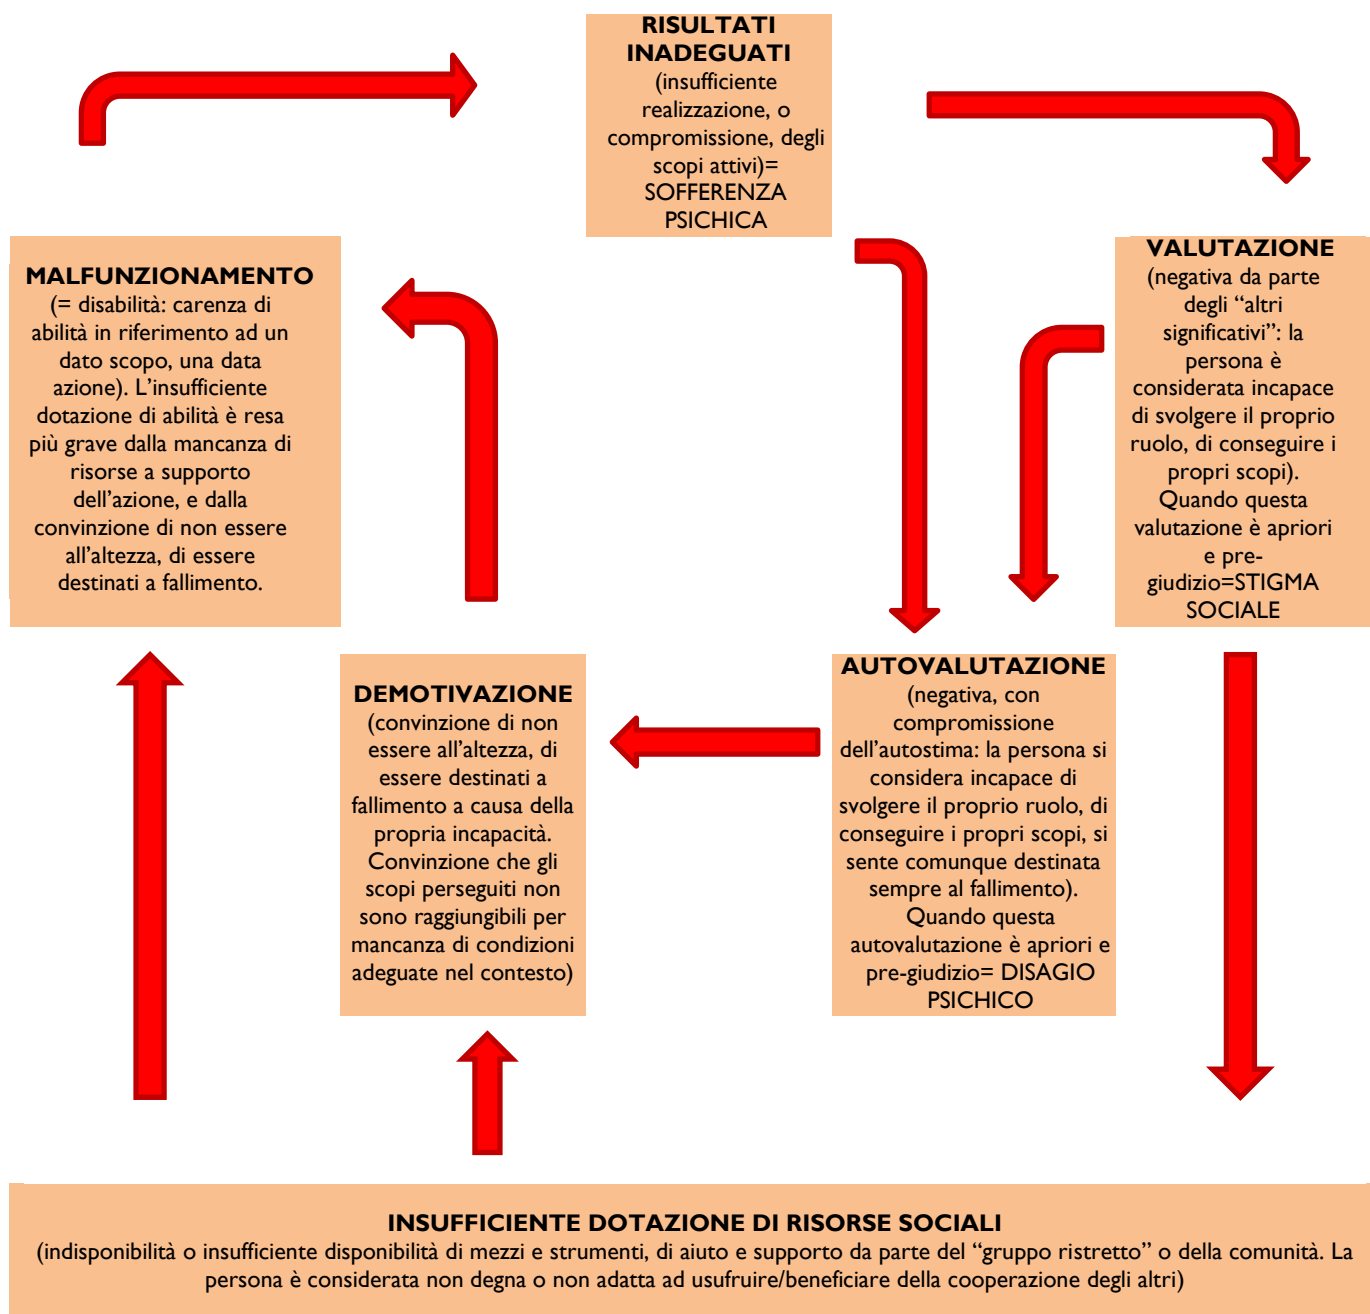 RISULTATI
INADEGUATI
(insufficiente
realizzazione, o
compromissione, degli
scopi attivi)=
SOFFERENZA
PSICHICA
MALFUNZIONAMENTO
(= disabilità: carenza di
abilità in riferimento ad un
dato scopo, una data
azione). L’insufficiente
dotazione di abilità è resa
più grave dalla mancanza di
risorse a supporto
dell’azione, e dalla
convinzione di non essere
all’altezza, di essere
destinati a fallimento.
VALUTAZIONE
(negativa da parte
degli “altri
significativi”: la
persona è
considerata incapace
di svolgere il proprio
ruolo, di conseguire i
propri scopi).
Quando questa
valutazione è apriori
e pre-
giudizio=STIGMA
SOCIALE
DEMOTIVAZIONE
(convinzione di non
essere all’altezza, di
essere destinati a
fallimento a causa della
propria incapacità.
Convinzione che gli
scopi perseguiti non
sono raggiungibili per
mancanza di condizioni
adeguate nel contesto)
AUTOVALUTAZIONE
(negativa, con
compromissione
dell’autostima: la persona si
considera incapace di
svolgere il proprio ruolo, di
conseguire i propri scopi, si
sente comunque destinata
sempre al fallimento).
Quando questa
autovalutazione è apriori e
pre-giudizio= DISAGIO
PSICHICO
INSUFFICIENTE DOTAZIONE DI RISORSE SOCIALI
(indisponibilità o insufficiente disponibilità di mezzi e strumenti, di aiuto e supporto da parte del “gruppo ristretto” o della comunità. La
persona è considerata non degna o non adatta ad usufruire/beneficiare della cooperazione degli altri)